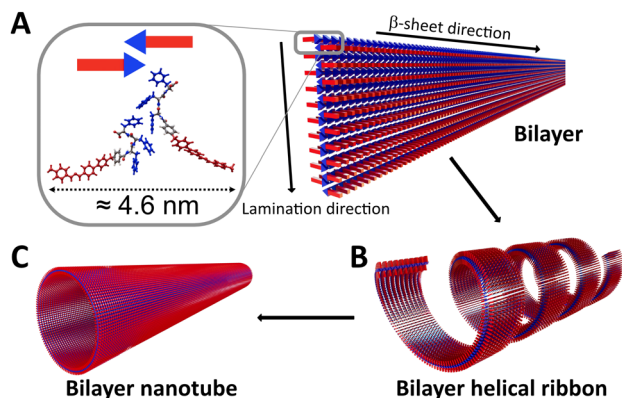 A
β-sheet direction
Bilayer
≈ 4.6 nm
Lamination direction
C
B
Bilayer nanotube
Bilayer helical ribbon